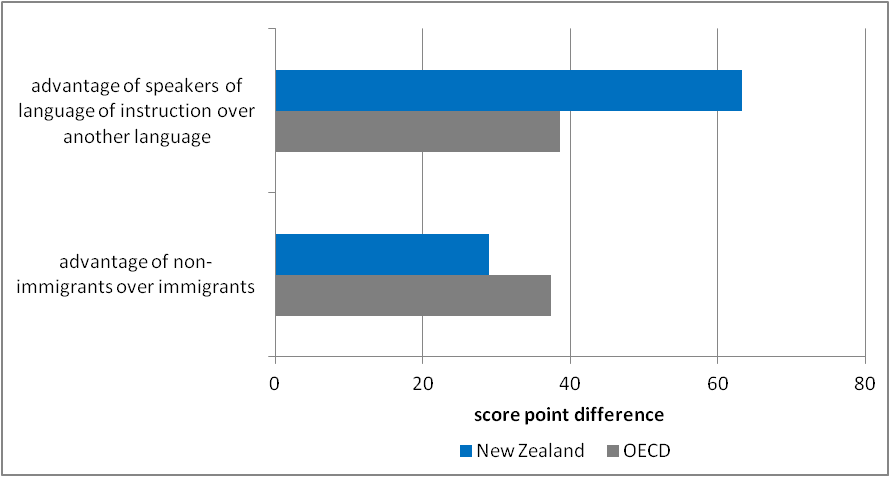 advantage of speakers of
language of instruction over
another language
advantage of non-
immigrants over immigrants
0 20 40 60 80
score point difference
New Zealand OECD